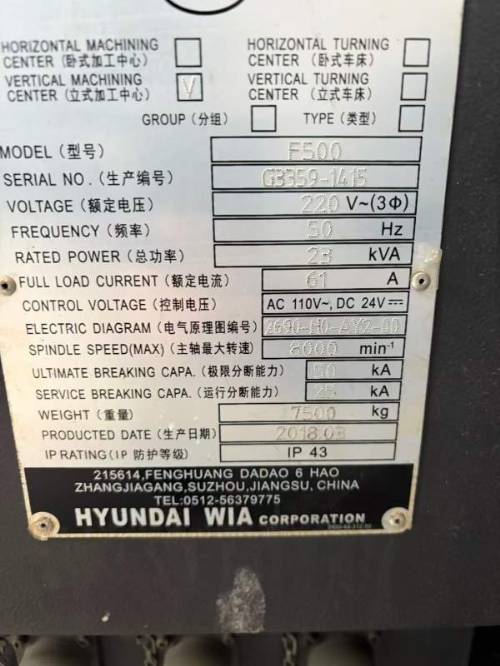 HORIZONTAL MACHINING CENTER (卧式加工中心)
HORIZONTAL TURNING CENTER (卧式车床)
VERTICAL MACHINING CENTER (立式加工中心) V
VERTICAL TURNING CENTER (立式车床)
GROUP (分组) TYPE (类型)
MODEL (型号) F500
SERIAL NO. (生产编号) G3359-1415
VOLTAGE (额定电压) 220 V~(3Φ)
FREQUENCY (频率) 50 Hz
RATED POWER (总功率) 23 kVA
FULL LOAD CURRENT (额定电流) 61 A
CONTROL VOLTAGE (控制电压) AC 110V~, DC 24V
ELECTRIC DIAGRAM (电气原理图编号)
SPINDLE SPEED(MAX) (主轴最大转速) 8000 min-1
ULTIMATE BREAKING CAPA. (极限分断能力) kA
SERVICE BREAKING CAPA. (运行分断能力) 25 kA
WEIGHT (重量) 7500 kg
PRODUCTED DATE (生产日期) 2018.03
IP RATING (IP 防护等级) IP 43
215614,FENGHUANG DADAO 6 HAO
ZHANGJIAGANG,SUZHOU,JIANGSU, CHINA
TEL:0512-56379775
HYUNDAI WIA CORPORATION